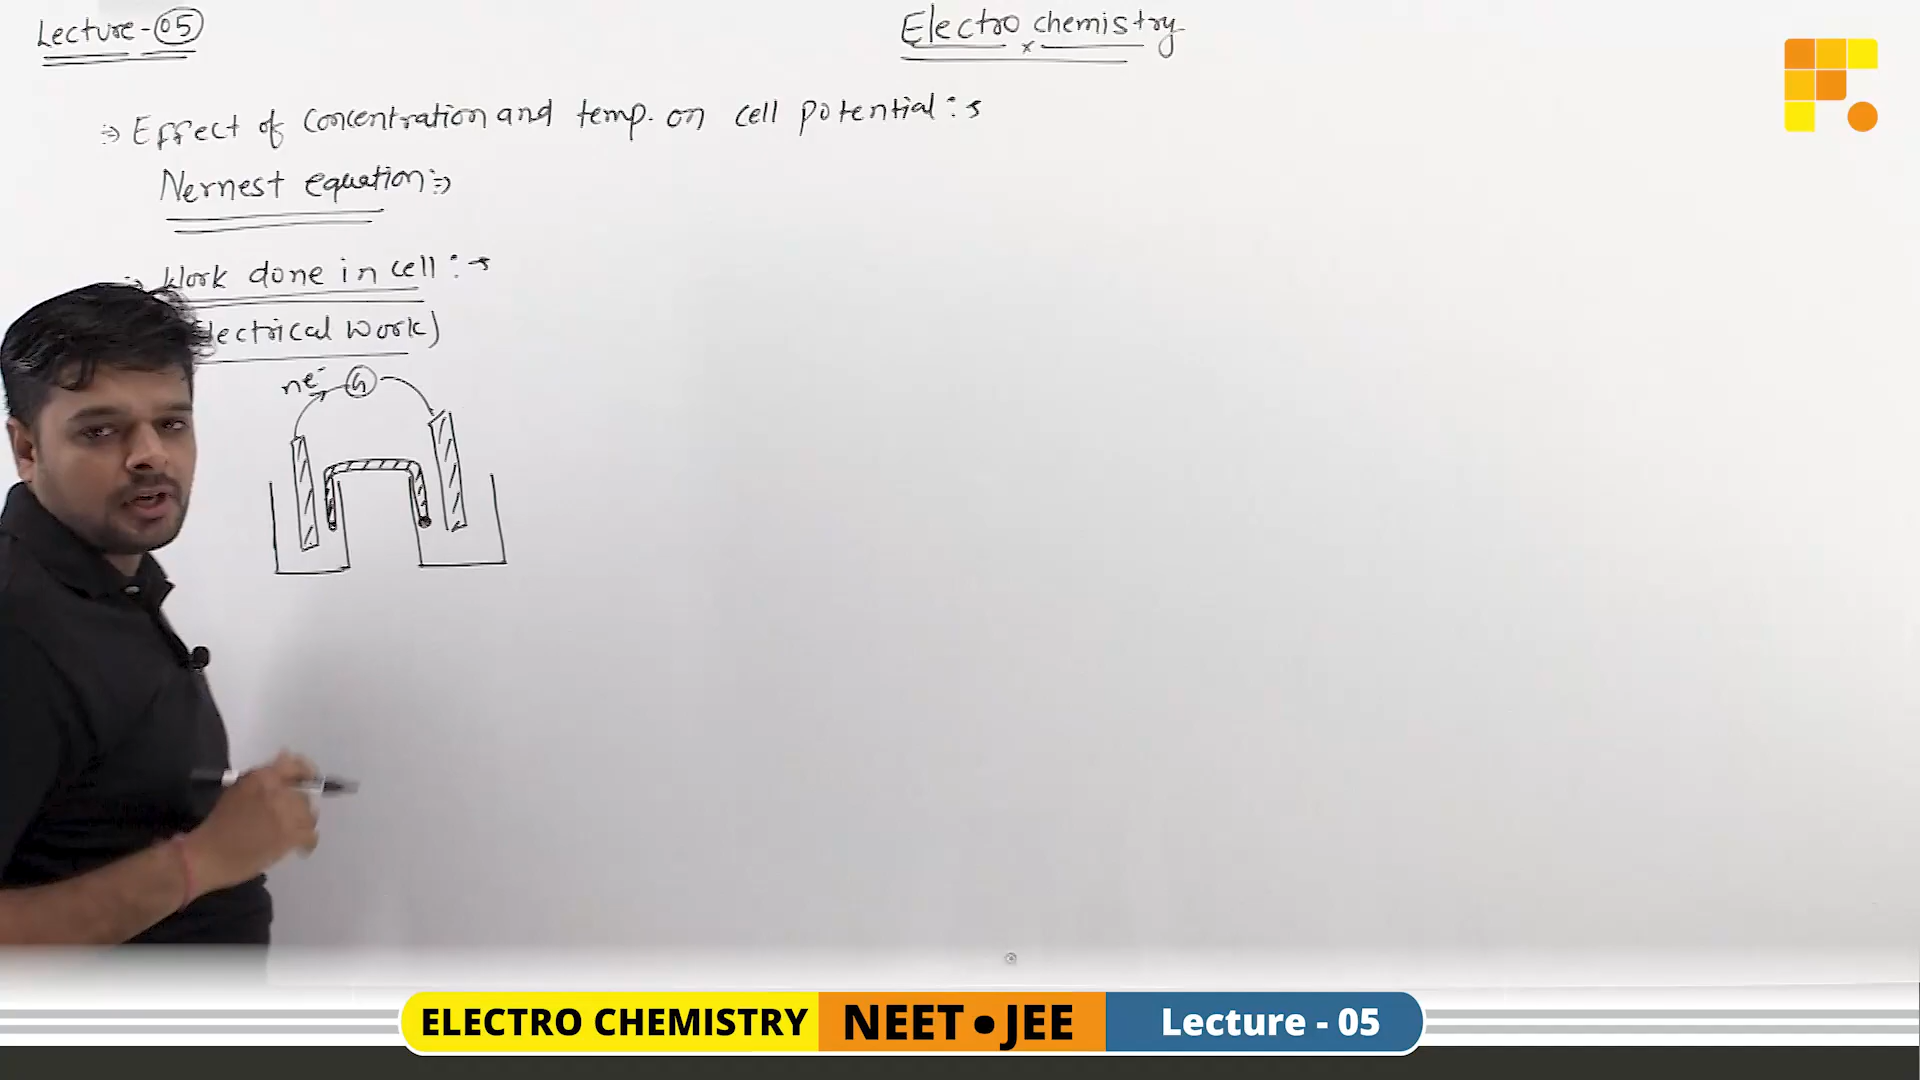 Lecture-05
Electro chemistry
⇒ Effect of concentration and temp. on cell potential :→
Nernest equation :⇒
⇒ Work done in cell :→
lectrical work)
ne⁻ G
ELECTRO CHEMISTRY NEET • JEE Lecture - 05